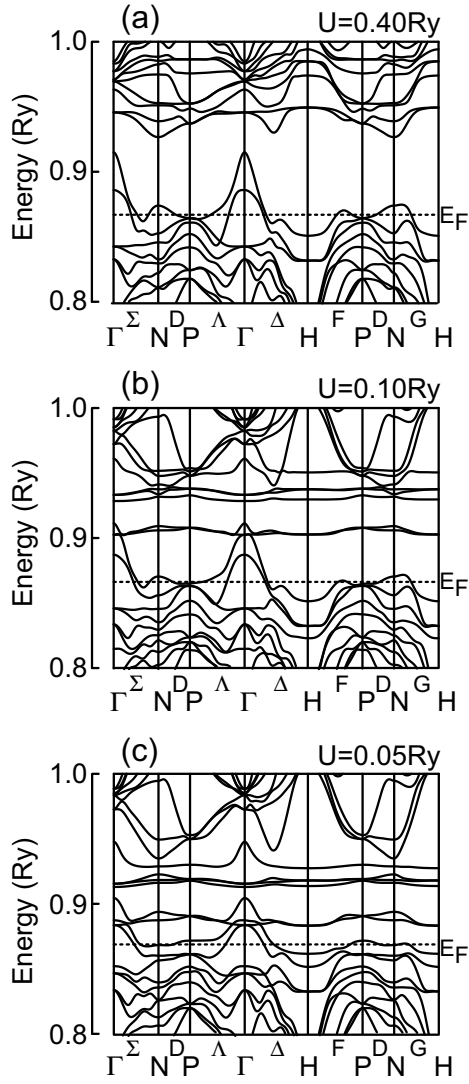 (a) U=0.40Ry
1.0
Energy (Ry)
0.9
E_F
0.8
Σ D Λ Δ F D G
Γ N P Γ H P N H
(b) U=0.10Ry
1.0
Energy (Ry)
0.9
E_F
0.8
Σ D Λ Δ F D G
Γ N P Γ H P N H
(c) U=0.05Ry
1.0
Energy (Ry)
0.9
E_F
0.8
Σ D Λ Δ F D G
Γ N P Γ H P N H